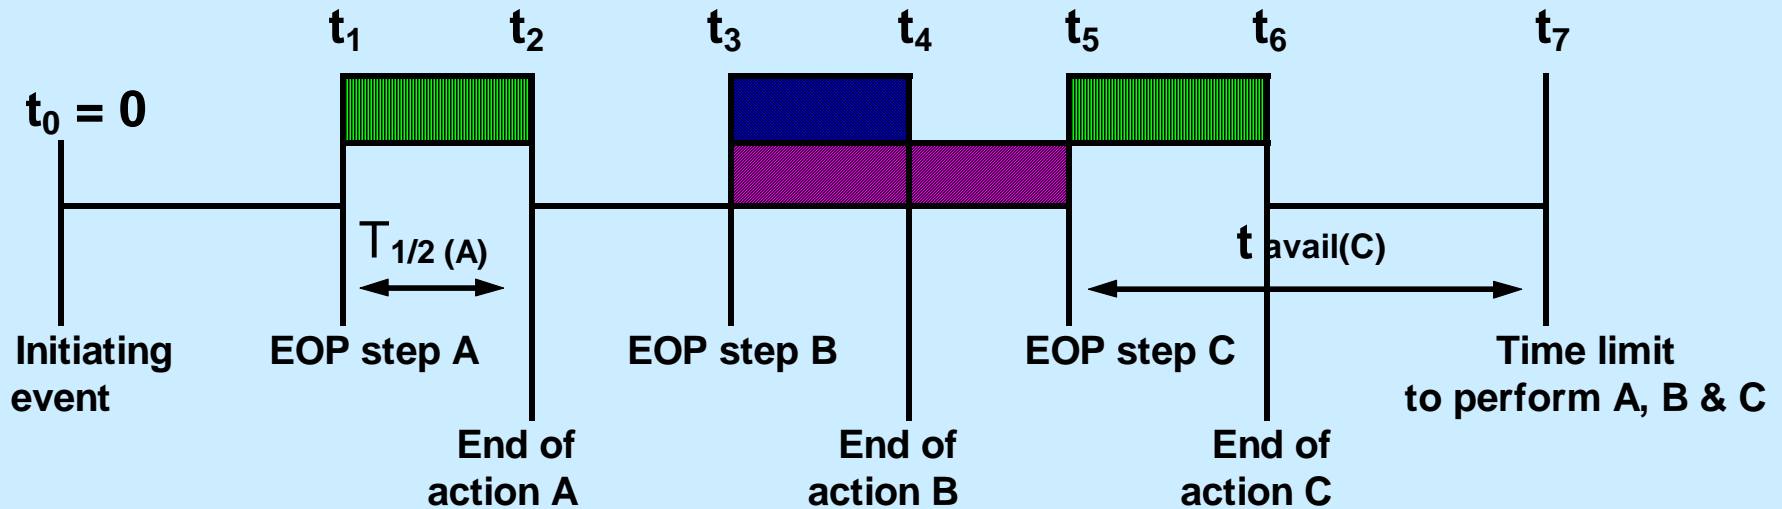 t1 t2 t3 t4 t5 t6 t7
t0 = 0
T1/2 (A)
t avail(C)
Initiating
event
EOP step A
EOP step B
EOP step C
Time limit
to perform A, B & C
End of
action A
End of
action B
End of
action C